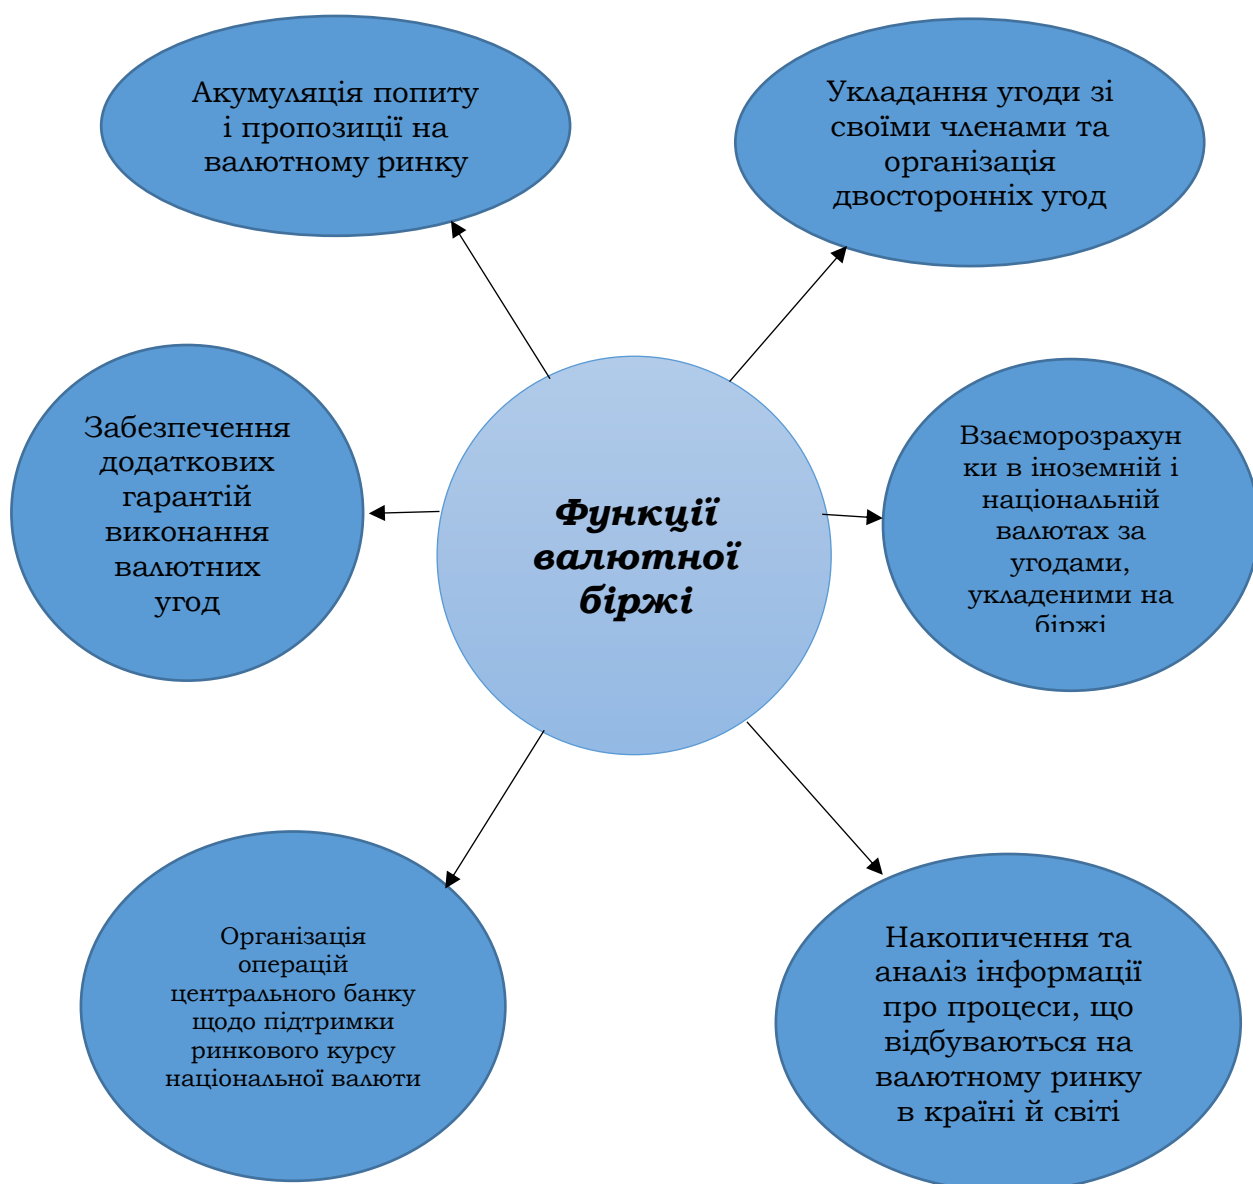 Акумуляція попиту
і пропозиції на
валютному ринку
Укладання угоди зі
своїми членами та
організація
двосторонніх угод
Забезпечення
додаткових
гарантій
виконання
валютних
угод
Функції
валютної
біржі
Взаєморозрахун
ки в іноземній і
національній
валютах за
угодами,
укладеними на
біржі
Організація
операцій
центрального банку
щодо підтримки
ринкового курсу
національної валюти
Накопичення та
аналіз інформації
про процеси, що
відбуваються на
валютному ринку
в країні й світі